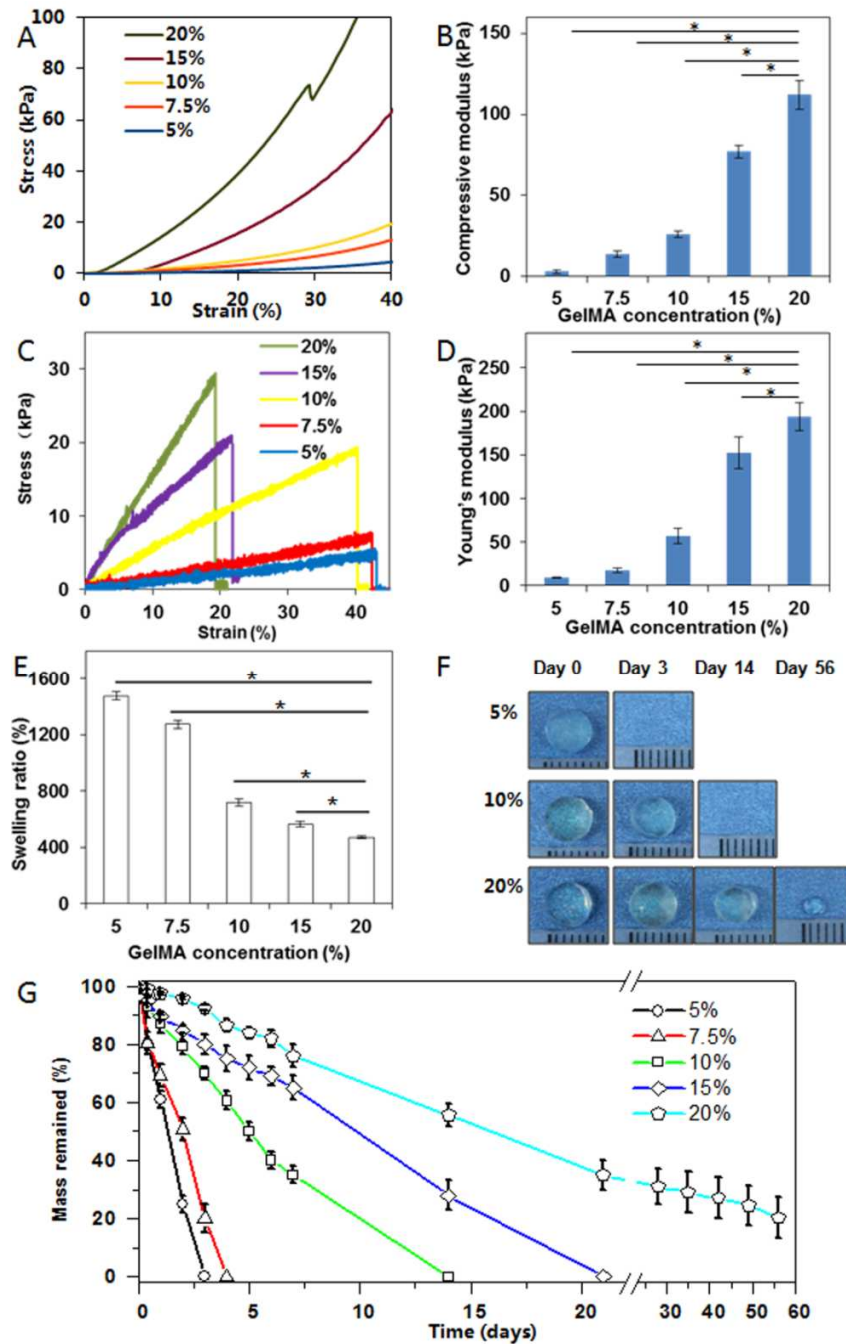 A
100
80
60
40
20
0
Stress (kPa)
20%
15%
10%
7.5%
5%
0 10 20 30 40
Strain (%)
B
150
100
50
0
Compressive modulus (kPa)
* 
*
*
*
5 7.5 10 15 20
GelMA concentration (%)
C
30
20
10
0
Stress (kPa)
20%
15%
10%
7.5%
5%
0 10 20 30 40
Strain (%)
D
250
200
150
100
50
0
Young's modulus (kPa)
*
*
*
*
5 7.5 10 15 20
GelMA concentration (%)
E
1600
1200
800
400
0
Swelling ratio (%)
*
*
*
*
5 7.5 10 15 20
GelMA concentration (%)
F
Day 0 Day 3 Day 14 Day 56
5%
10%
20%
G
100
80
60
40
20
0
Mass remained (%)
5%
7.5%
10%
15%
20%
0 5 10 15 20 30 40 50 60
Time (days)